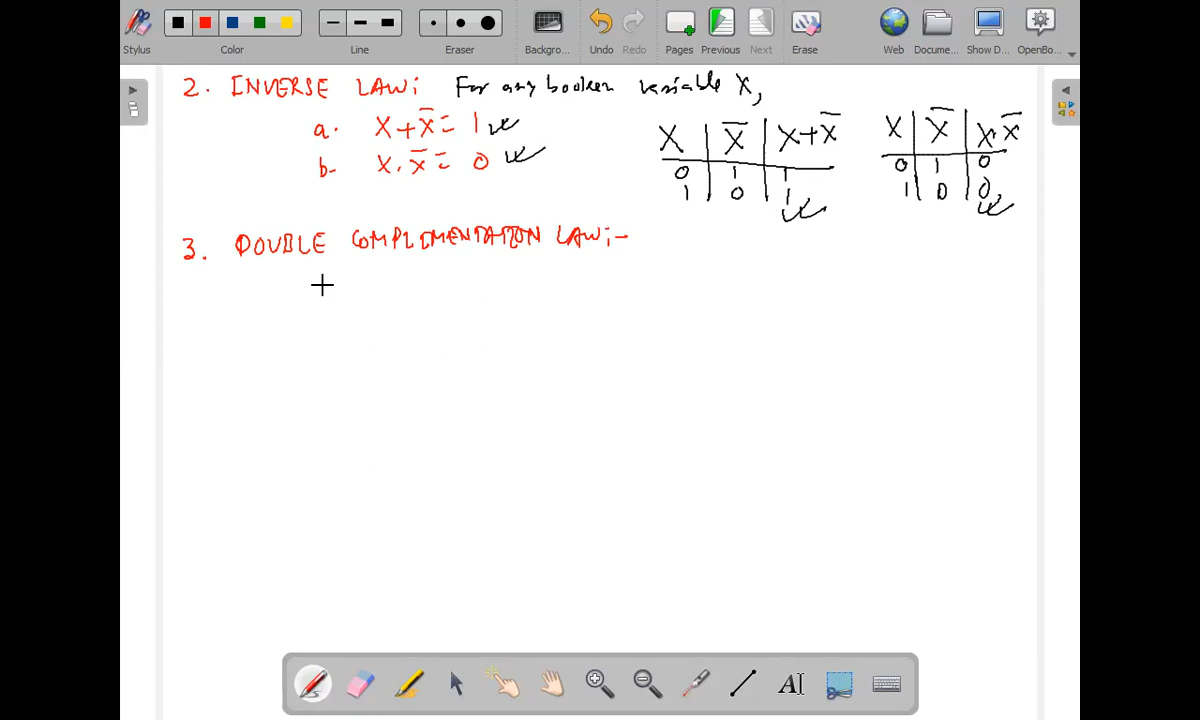 Stylus Color Line Eraser Backgro... Undo Redo Pages Previous Next Erase Web Docume... Show D... OpenBo...
2. INVERSE LAW: For any boolean variable X,
a. X + X̅ = 1
b. X . X̅ = 0
X X̅ X+X̅
0 1 1
1 0 1
X X̅ X.X̅
0 1 0
1 0 0
3. DOUBLE COMPLIMENTATION LAW:-